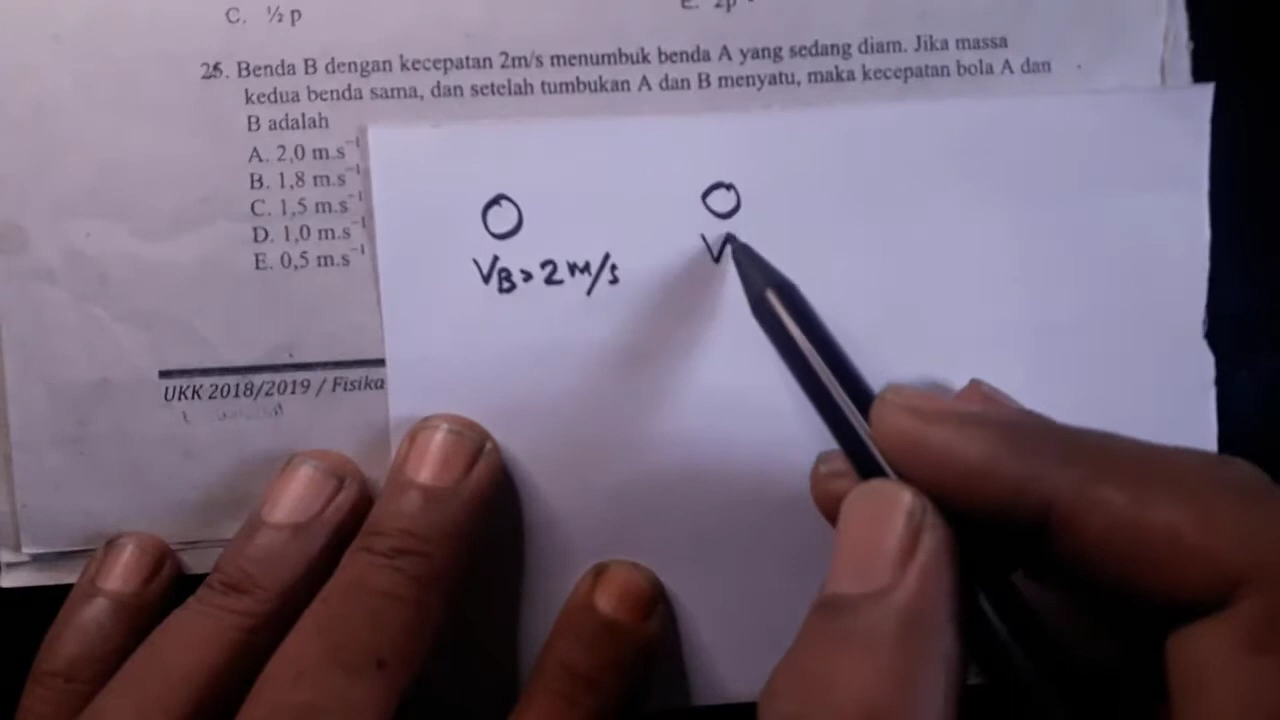 C. ½ p
E. 2p
25. Benda B dengan kecepatan 2m/s menumbuk benda A yang sedang diam. Jika massa
kedua benda sama, dan setelah tumbukan A dan B menyatu, maka kecepatan bola A dan
B adalah
A. 2,0 m.s⁻¹
B. 1,8 m.s⁻¹
C. 1,5 m.s⁻¹
D. 1,0 m.s⁻¹
E. 0,5 m.s⁻¹
VB = 2 m/s
V
UKK 2018/2019 / Fisika